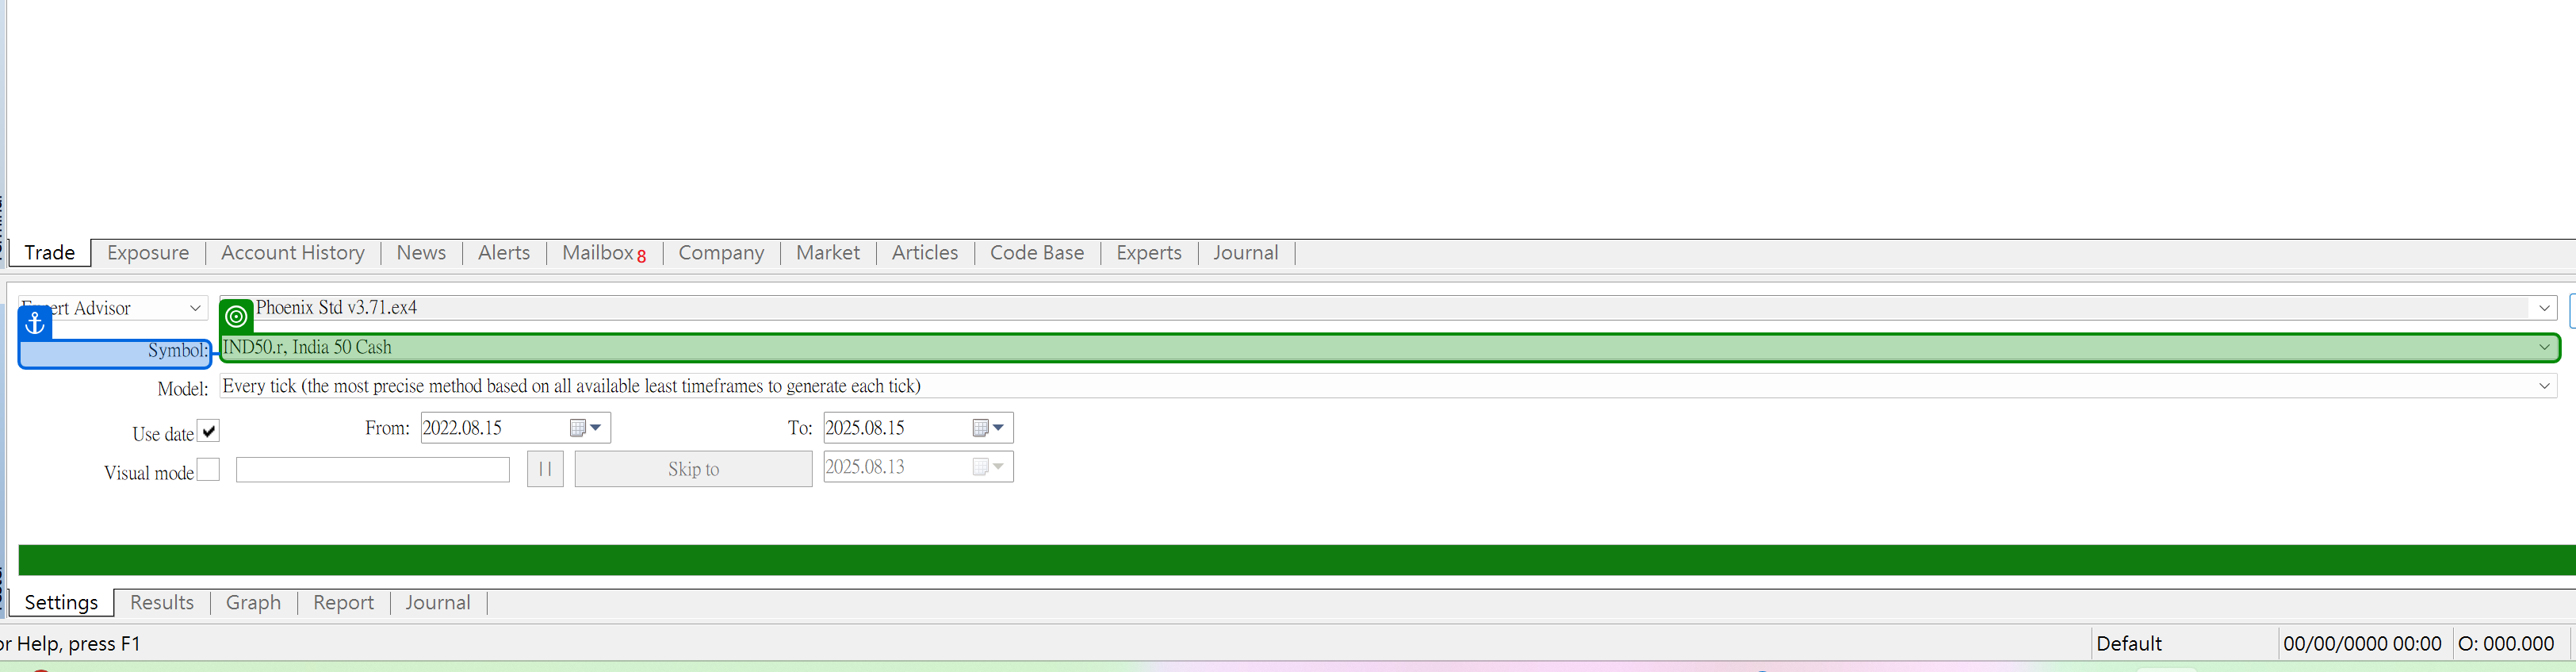 Trade Exposure Account History News Alerts Mailbox 8 Company Market Articles Code Base Experts Journal
Advisor Phoenix Std v3.71.ex4
Symbol: IND50.r, India 50 Cash
Model: Every tick (the most precise method based on all available least timeframes to generate each tick)
Use date From: 2022.08.15 To: 2025.08.15
Visual mode Skip to 2025.08.13
Settings Results Graph Report Journal
or Help, press F1 Default 00/00/0000 00:00 O: 000.000